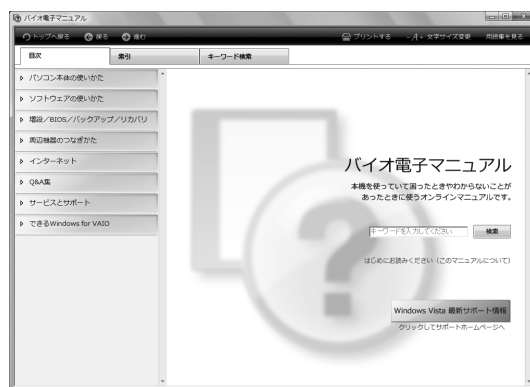 バイオ電子マニュアル
トップへ戻る 戻る 進む プリントする -A+ 文字サイズ変更 用語集を見る
目次 索引 キーワード検索
パソコン本体の使いかた
ソフトウェアの使いかた
増設／BIOS／バックアップ／リカバリ
周辺機器のつなぎかた
インターネット
Q&A集
サービスとサポート
できるWindows for VAIO
バイオ電子マニュアル
本機を使っていて困ったときやわからないことが
あったときに使うオンラインマニュアルです。
キーワードを入力してください 検索
はじめにお読みください（このマニュアルについて）
Windows Vista 最新サポート情報
クリックしてサポートホームページへ